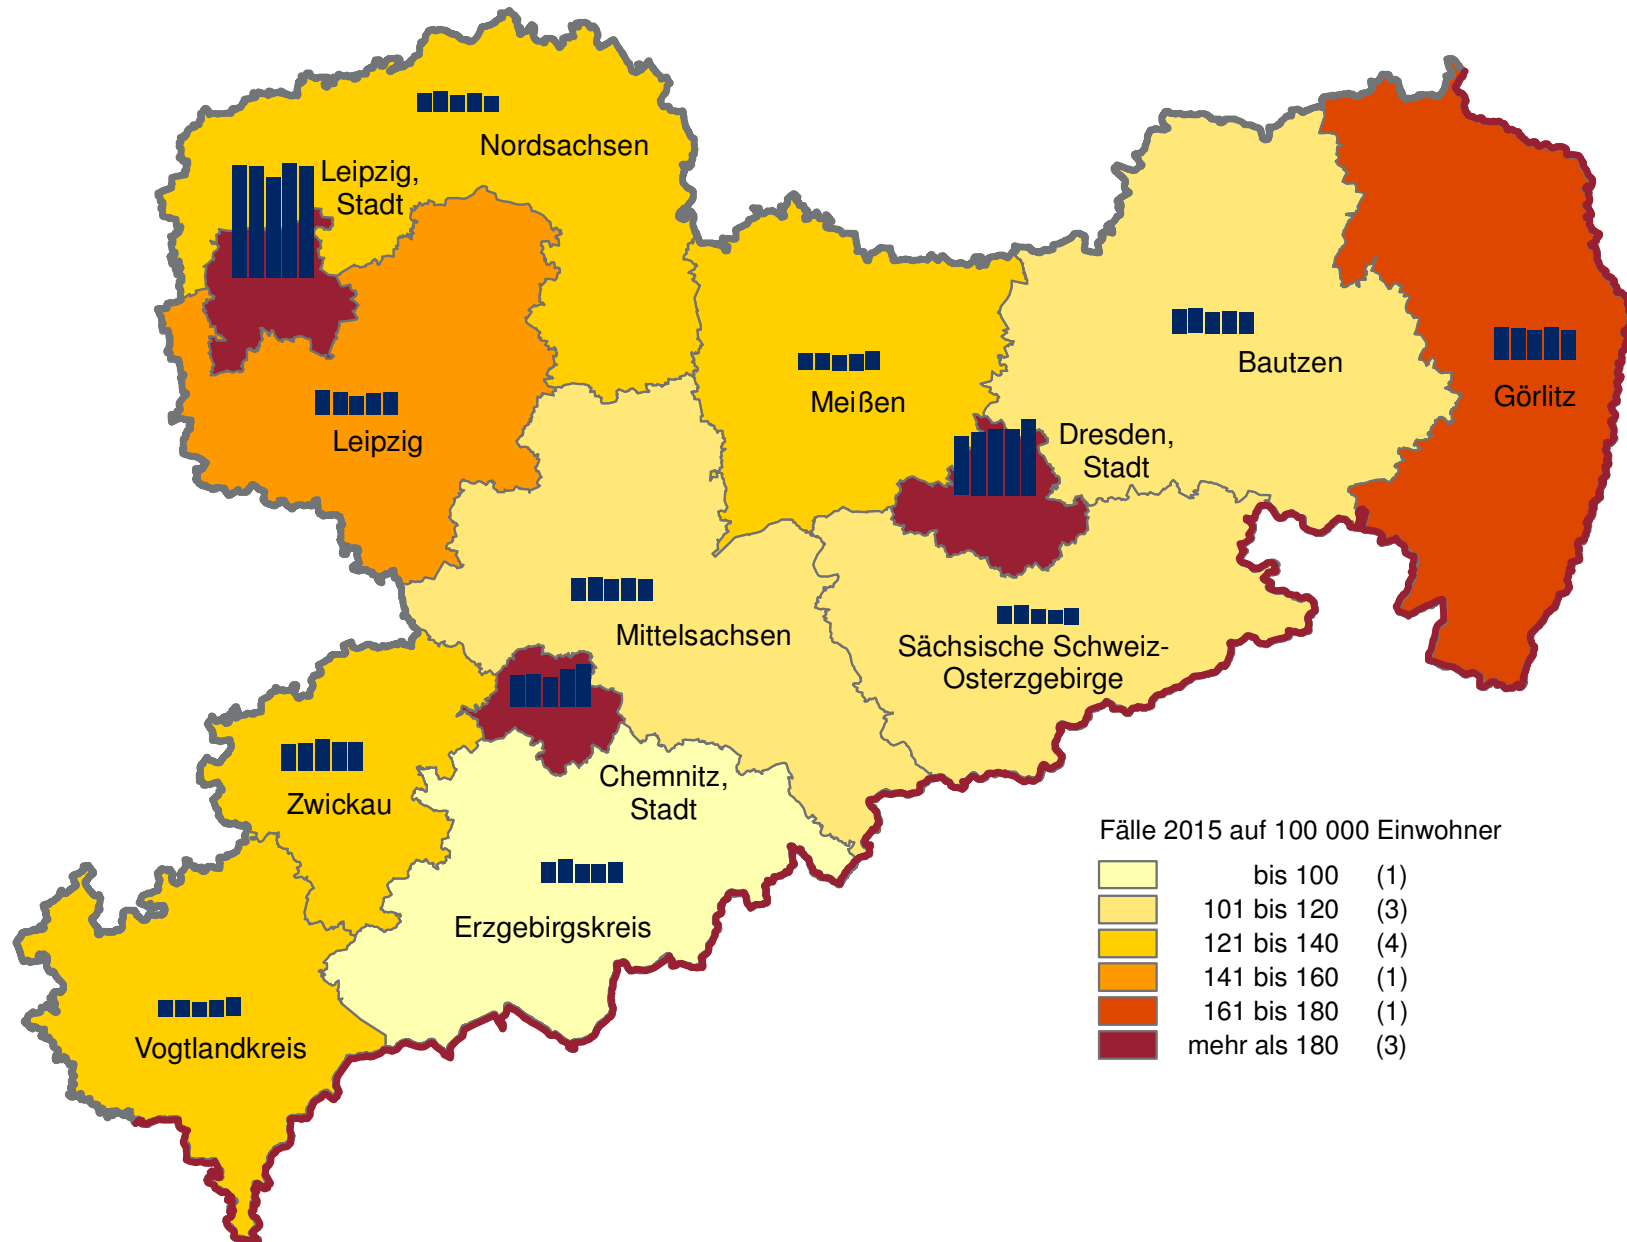 Nordsachsen
Leipzig,
Stadt
Leipzig
Meißen
Bautzen
Görlitz
Dresden,
Stadt
Mittelsachsen
Sächsische Schweiz-
Osterzgebirge
Chemnitz,
Stadt
Zwickau
Erzgebirgskreis
Vogtlandkreis
Fälle 2015 auf 100 000 Einwohner
bis 100 (1)
101 bis 120 (3)
121 bis 140 (4)
141 bis 160 (1)
161 bis 180 (1)
mehr als 180 (3)